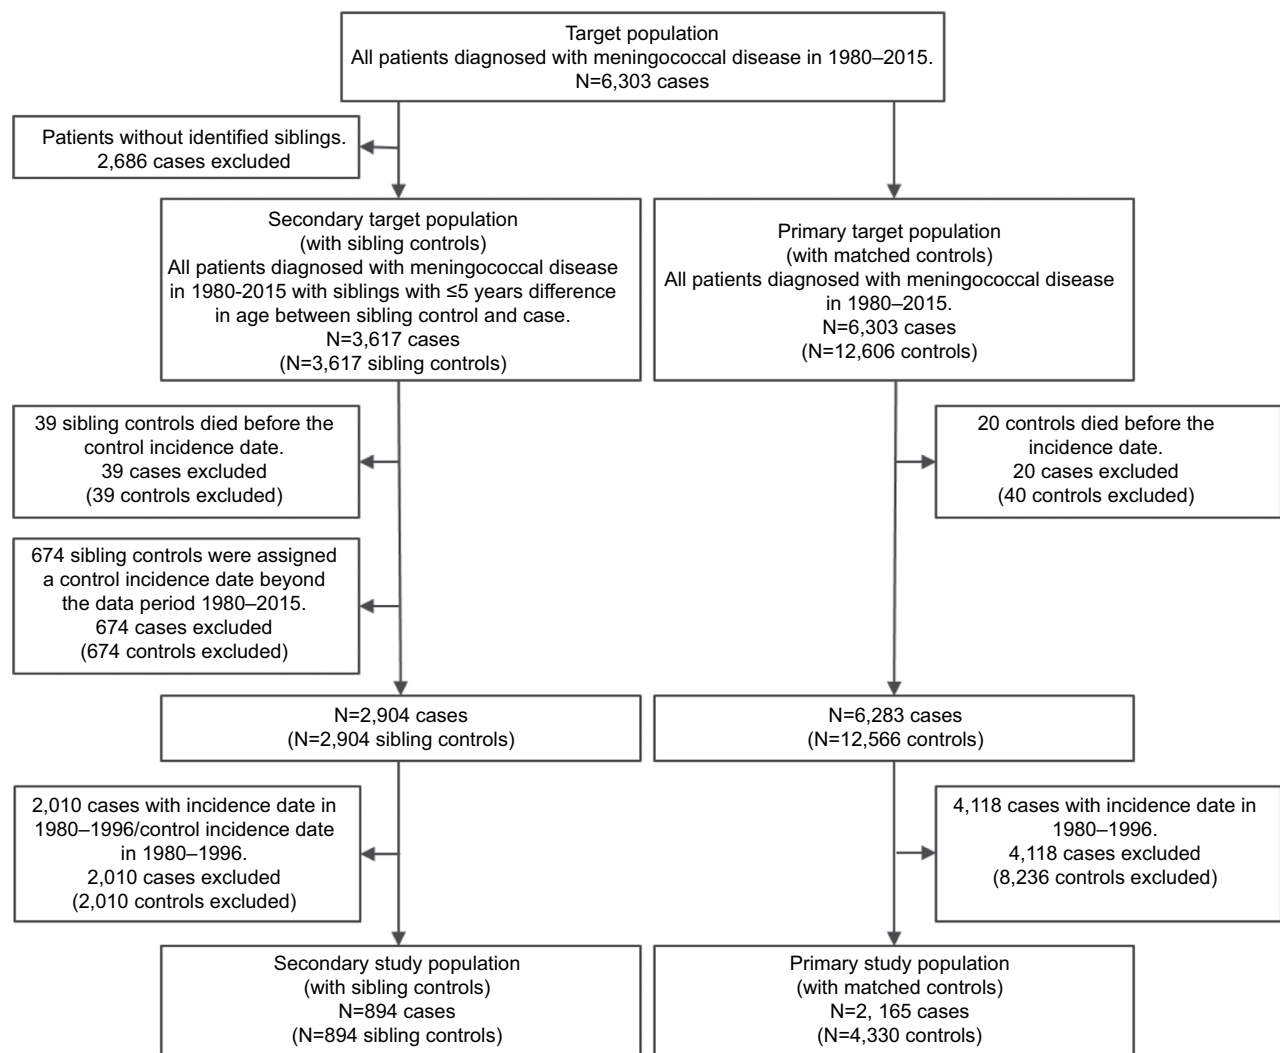 Target population
All patients diagnosed with meningococcal disease in 1980–2015.
N=6,303 cases
Patients without identified siblings.
2,686 cases excluded
Secondary target population
(with sibling controls)
All patients diagnosed with meningococcal disease
in 1980-2015 with siblings with ≤5 years difference
in age between sibling control and case.
N=3,617 cases
(N=3,617 sibling controls)
Primary target population
(with matched controls)
All patients diagnosed with meningococcal disease
in 1980–2015.
N=6,303 cases
(N=12,606 controls)
39 sibling controls died before the
control incidence date.
39 cases excluded
(39 controls excluded)
20 controls died before the
incidence date.
20 cases excluded
(40 controls excluded)
674 sibling controls were assigned
a control incidence date beyond
the data period 1980–2015.
674 cases excluded
(674 controls excluded)
N=2,904 cases
(N=2,904 sibling controls)
N=6,283 cases
(N=12,566 controls)
2,010 cases with incidence date in
1980–1996/control incidence date
in 1980–1996.
2,010 cases excluded
(2,010 controls excluded)
4,118 cases with incidence date in
1980–1996.
4,118 cases excluded
(8,236 controls excluded)
Secondary study population
(with sibling controls)
N=894 cases
(N=894 sibling controls)
Primary study population
(with matched controls)
N=2, 165 cases
(N=4,330 controls)